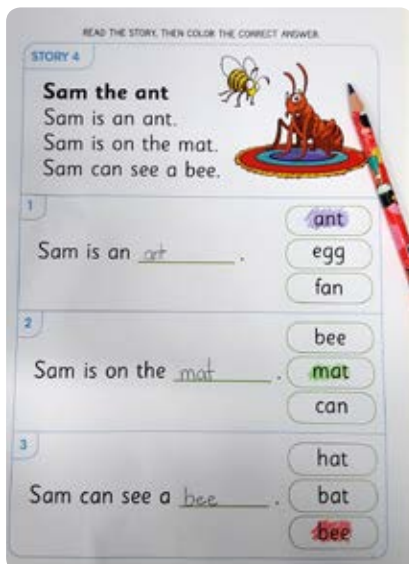 READ THE STORY, THEN COLOR THE CORRECT ANSWER.
STORY 4
Sam the ant
Sam is an ant.
Sam is on the mat.
Sam can see a bee.
1
Sam is an ant.
ant
egg
fan
2
Sam is on the mat.
bee
mat
can
3
Sam can see a bee.
hat
bat
bee